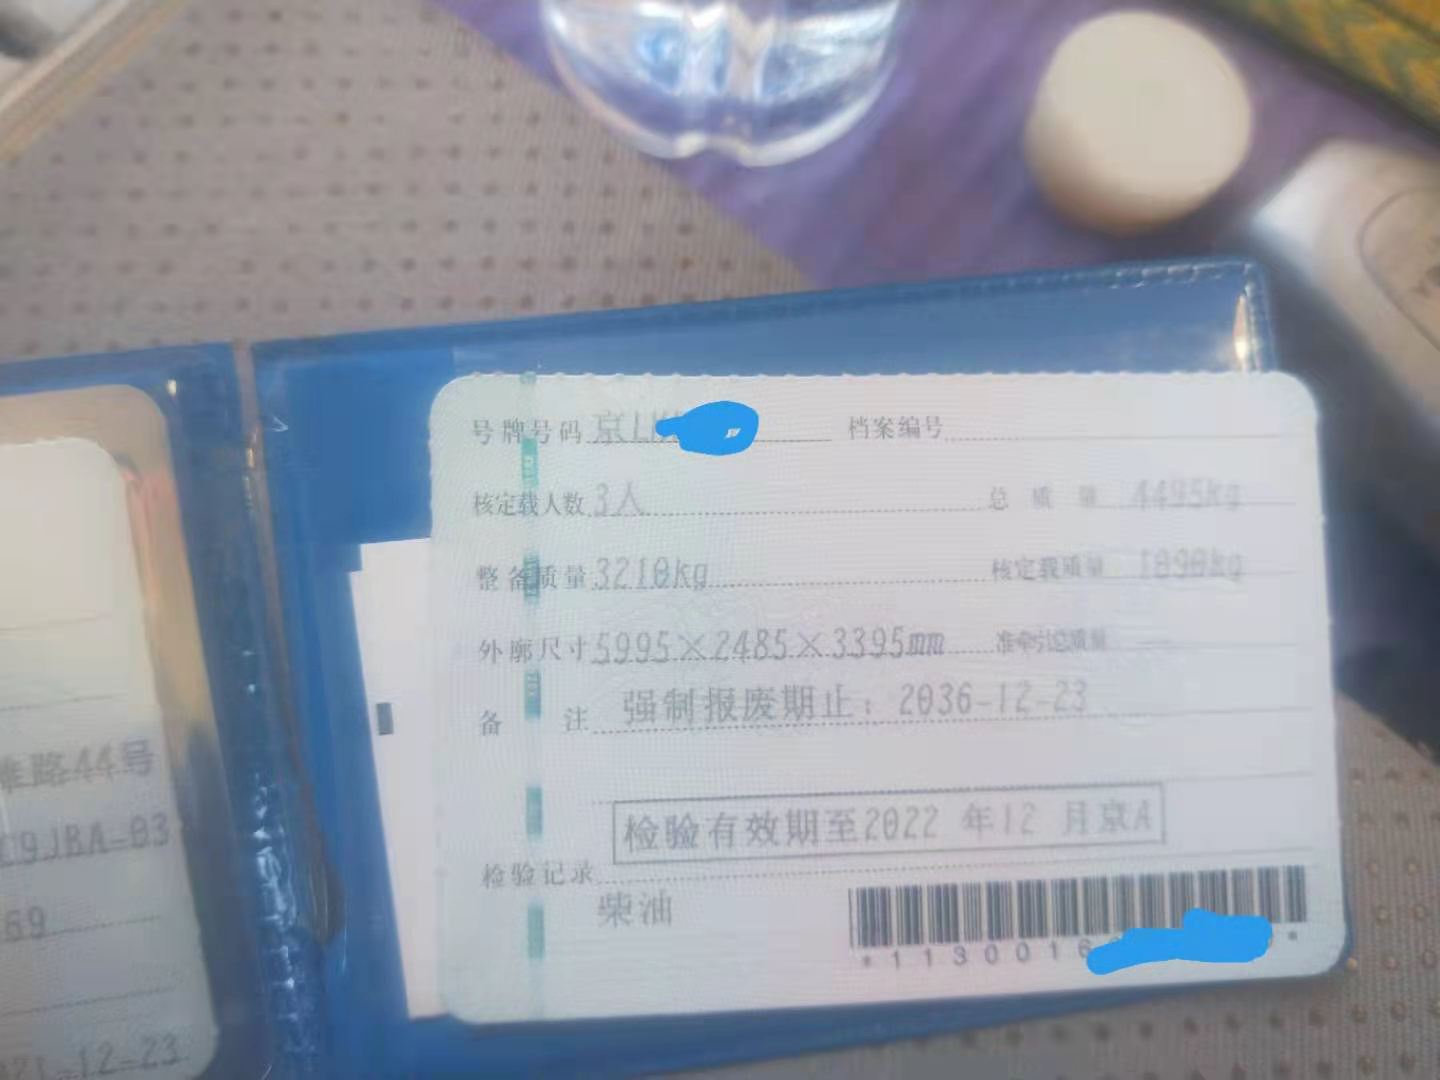 号牌号码 京L
档案编号
核定载人数 3人
总质量 4495kg
整备质量 3210kg
核定载质量 1090kg
外廓尺寸 5995×2485×3395mm
准牵引总质量 —
备注 强制报废期止：2036-12-23
检验有效期至2022 年12 月京A
检验记录
柴油
*1130016
*
路44号
9JBA-03
69
-12-23